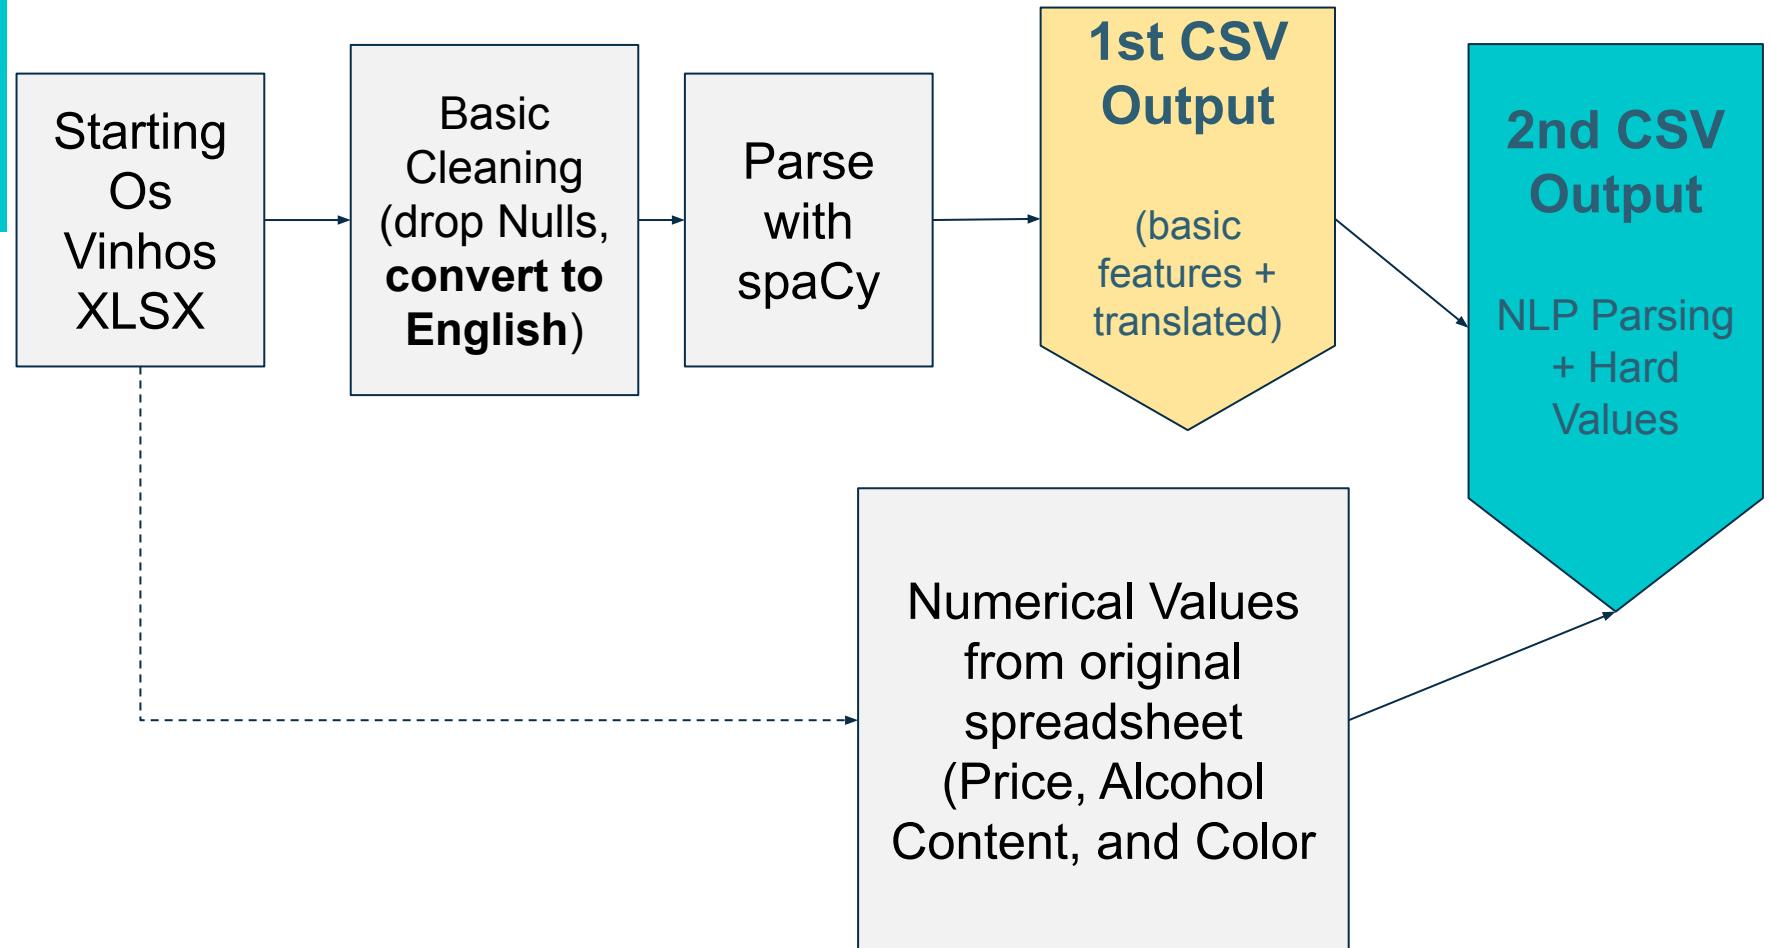 Starting
Os
Vinhos
XLSX
Basic
Cleaning
(drop Nulls,
convert to
English)
Parse
with
spaCy
1st CSV
Output
(basic
features +
translated)
2nd CSV
Output
NLP Parsing
+ Hard
Values
Numerical Values
from original
spreadsheet
(Price, Alcohol
Content, and Color